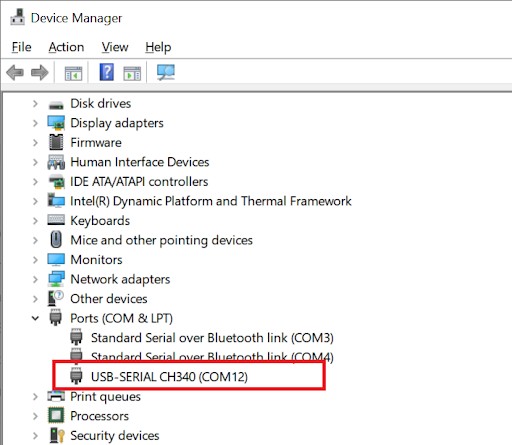 Device Manager
File Action View Help
Disk drives
Display adapters
Firmware
Human Interface Devices
IDE ATA/ATAPI controllers
Intel(R) Dynamic Platform and Thermal Framework
Keyboards
Mice and other pointing devices
Monitors
Network adapters
Other devices
Ports (COM & LPT)
Standard Serial over Bluetooth link (COM3)
Standard Serial over Bluetooth link (COM4)
USB-SERIAL CH340 (COM12)
Print queues
Processors
Security devices